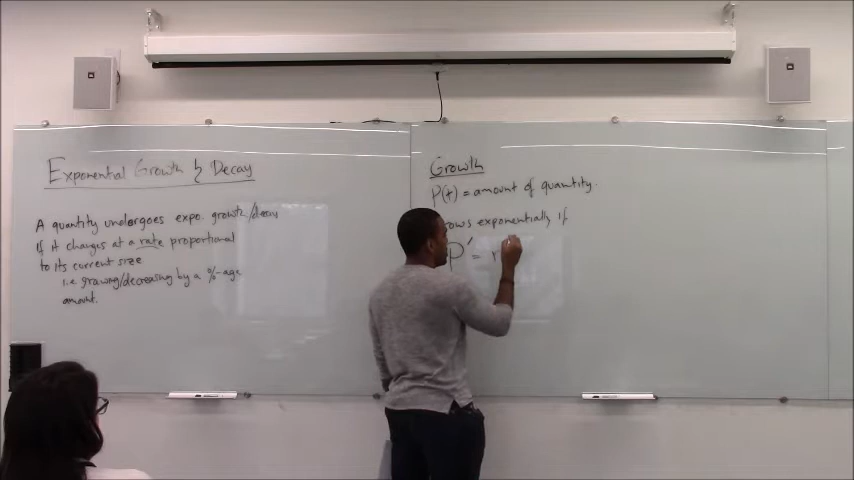 Exponential Growth & Decay
A quantity undergoes expo. growth/decay
If it changes at a rate proportional
to its current size
i.e growing/decreasing by a %-age
amount.
Growth
P(t) = amount of quantity.
exponentially if
P' = r